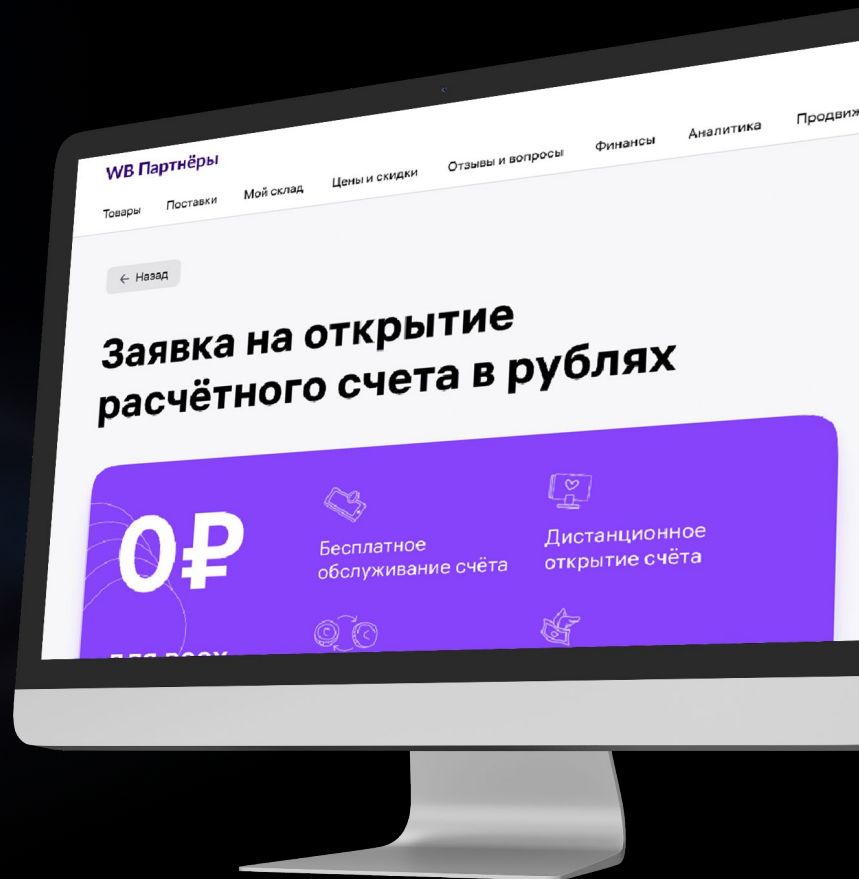 WB Партнёры
Товары Поставки Мой склад Цены и скидки Отзывы и вопросы Финансы Аналитика
← Назад
Заявка на открытие
расчётного счета в рублях
0₽
Бесплатное
обслуживание счёта
Дистанционное
открытие счёта